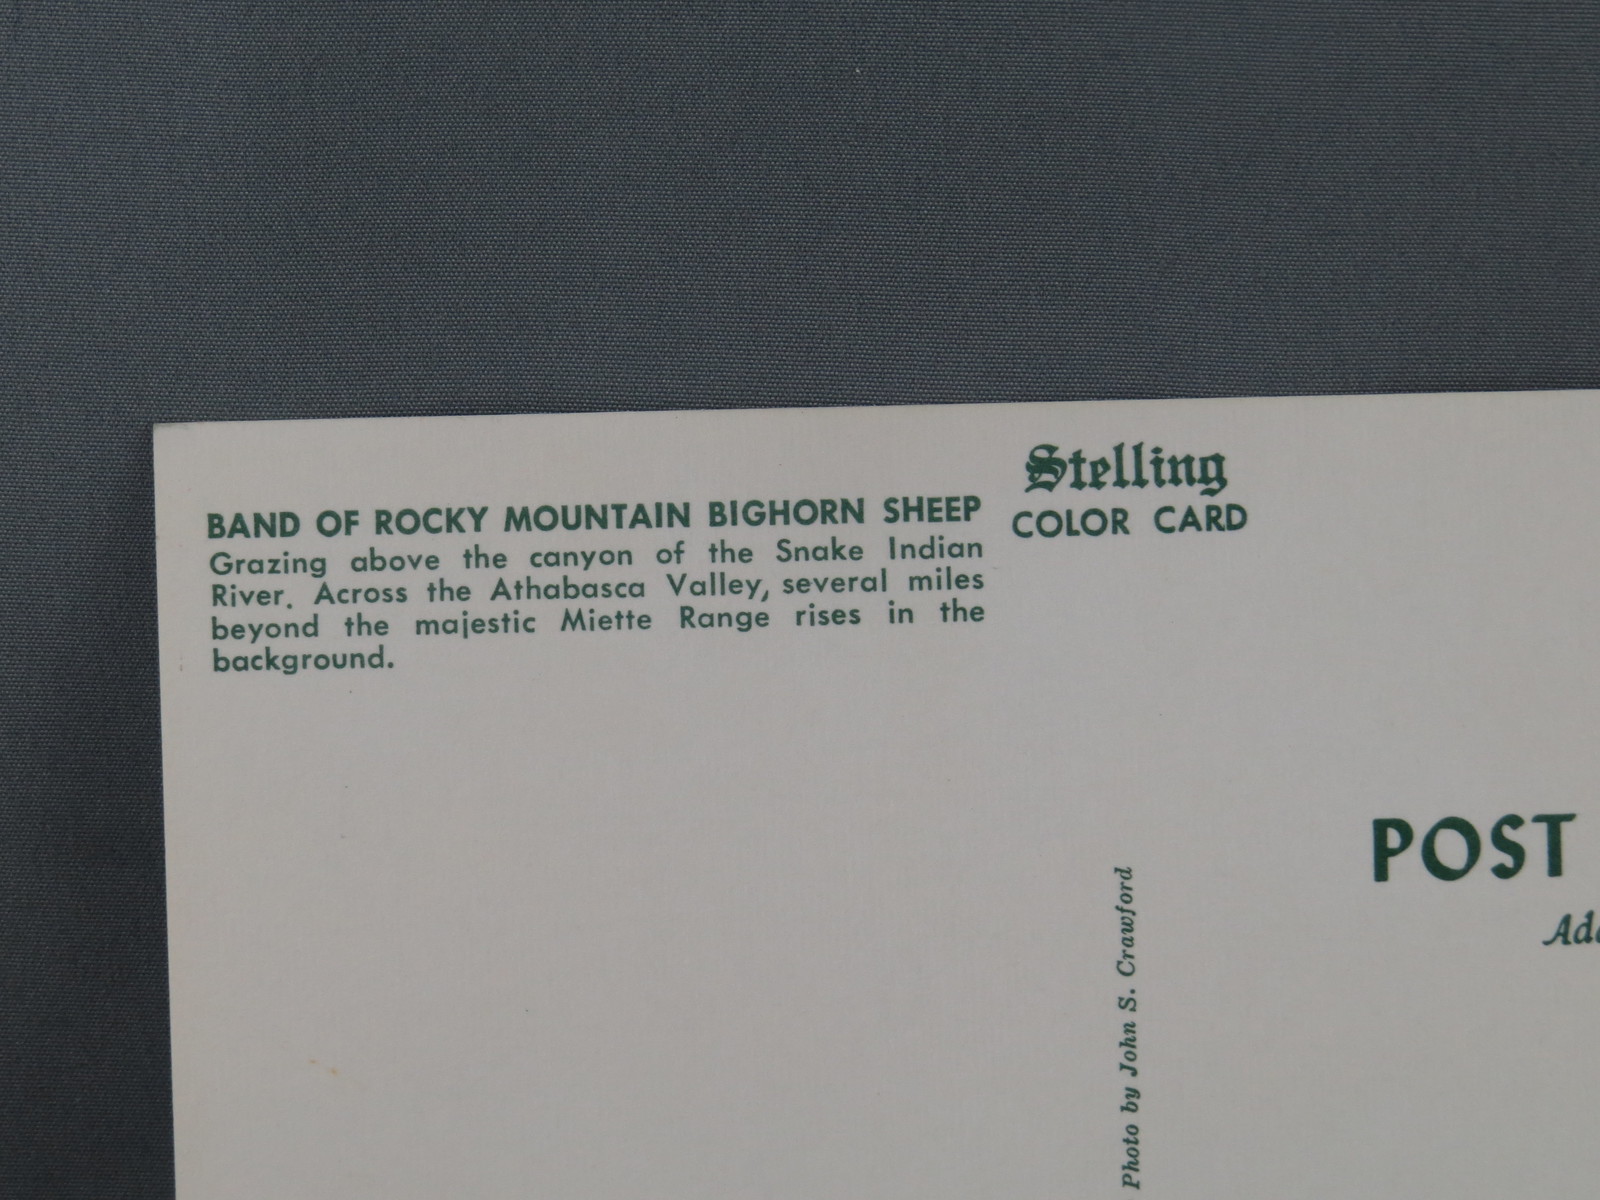 BAND OF ROCKY MOUNTAIN BIGHORN SHEEP
Grazing above the canyon of the Snake Indian
River. Across the Athabasca Valley, several miles
beyond the majestic Miette Range rises in the
background.
Stelling
COLOR CARD
Photo by John S. Crawford
POST